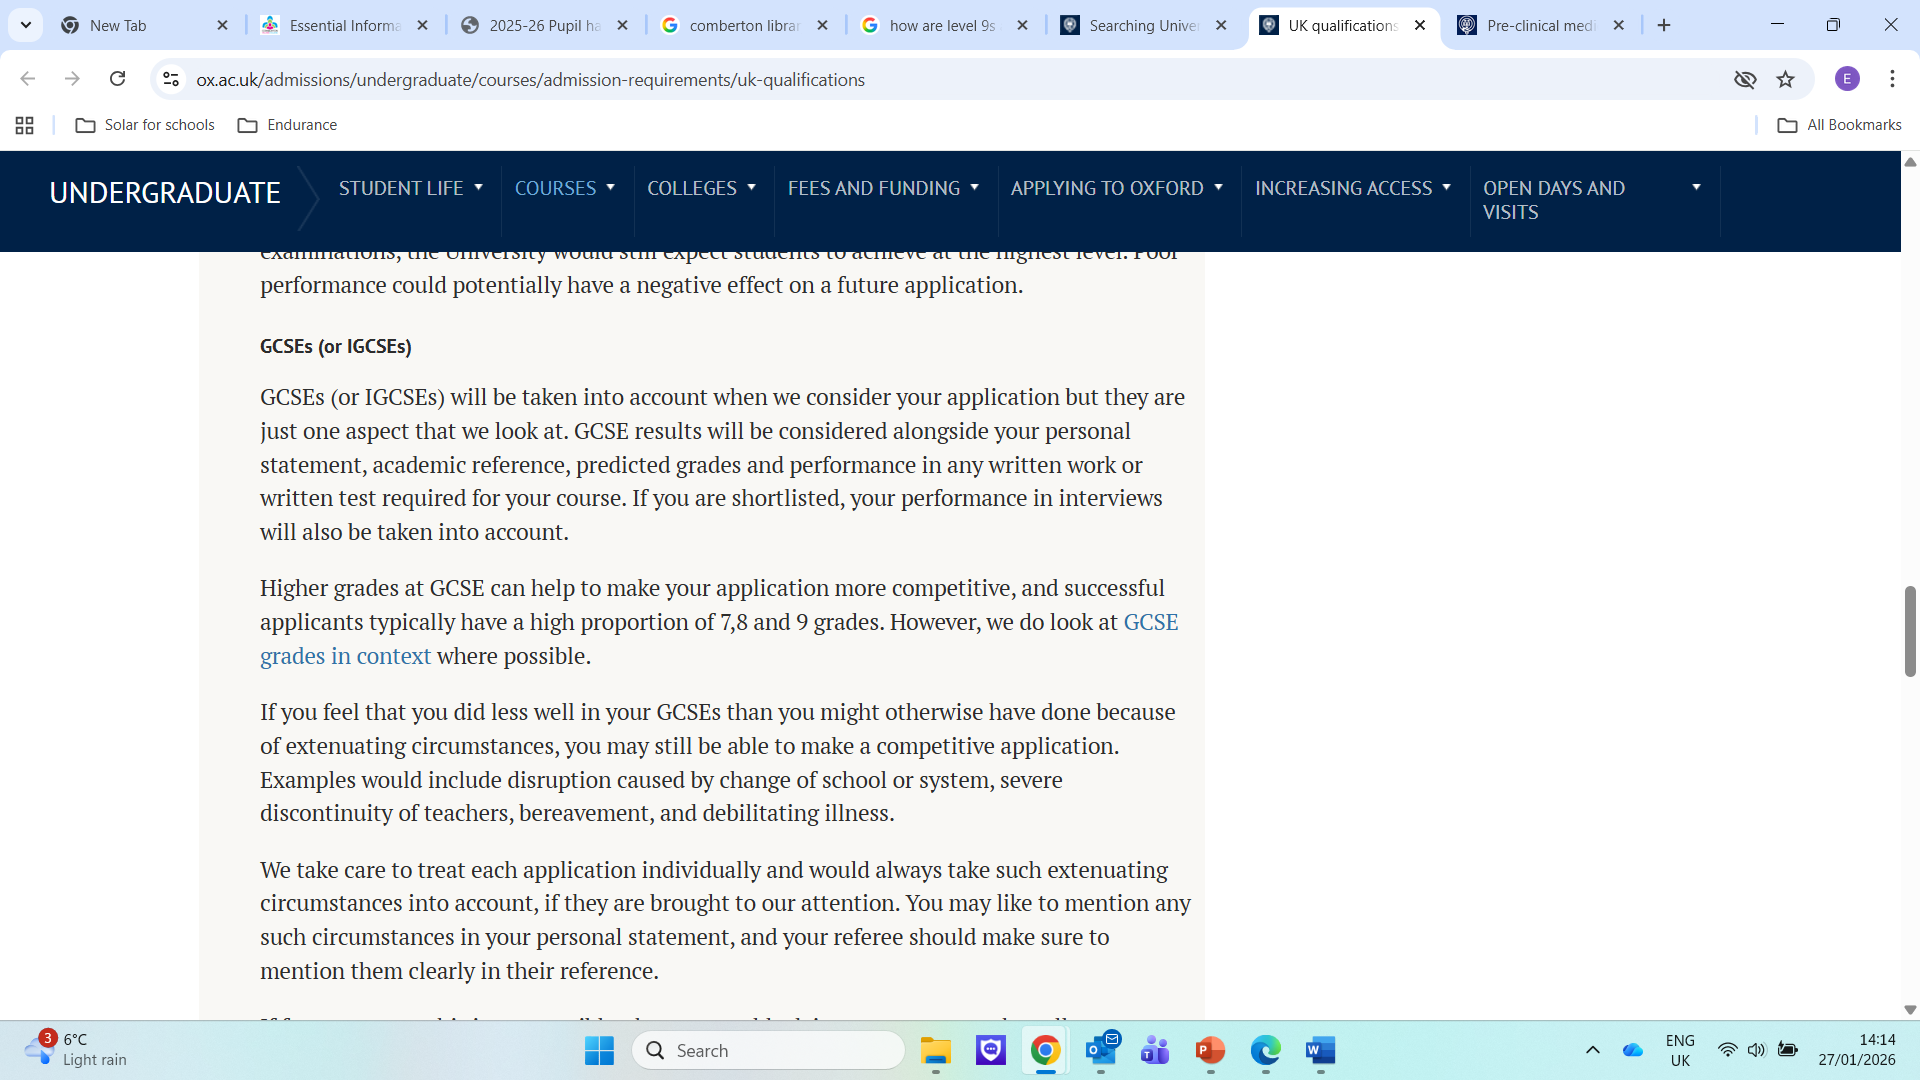 New Tab
Essential Informa
2025-26 Pupil ha
comberton librar
how are level 9s
Searching Univer
UK qualifications
Pre-clinical medi
ox.ac.uk/admissions/undergraduate/courses/admission-requirements/uk-qualifications
E
Solar for schools
Endurance
All Bookmarks
UNDERGRADUATE
STUDENT LIFE
COURSES
COLLEGES
FEES AND FUNDING
APPLYING TO OXFORD
INCREASING ACCESS
OPEN DAYS AND
VISITS
examinations, the University would still expect students to achieve at the highest level. Poor
performance could potentially have a negative effect on a future application.
GCSEs (or IGCSEs)
GCSEs (or IGCSEs) will be taken into account when we consider your application but they are
just one aspect that we look at. GCSE results will be considered alongside your personal
statement, academic reference, predicted grades and performance in any written work or
written test required for your course. If you are shortlisted, your performance in interviews
will also be taken into account.
Higher grades at GCSE can help to make your application more competitive, and successful
applicants typically have a high proportion of 7,8 and 9 grades. However, we do look at GCSE
grades in context where possible.
If you feel that you did less well in your GCSEs than you might otherwise have done because
of extenuating circumstances, you may still be able to make a competitive application.
Examples would include disruption caused by change of school or system, severe
discontinuity of teachers, bereavement, and debilitating illness.
We take care to treat each application individually and would always take such extenuating
circumstances into account, if they are brought to our attention. You may like to mention any
such circumstances in your personal statement, and your referee should make sure to
mention them clearly in their reference.
3
6°C
Light rain
Search
ENG
UK
14:14
27/01/2026